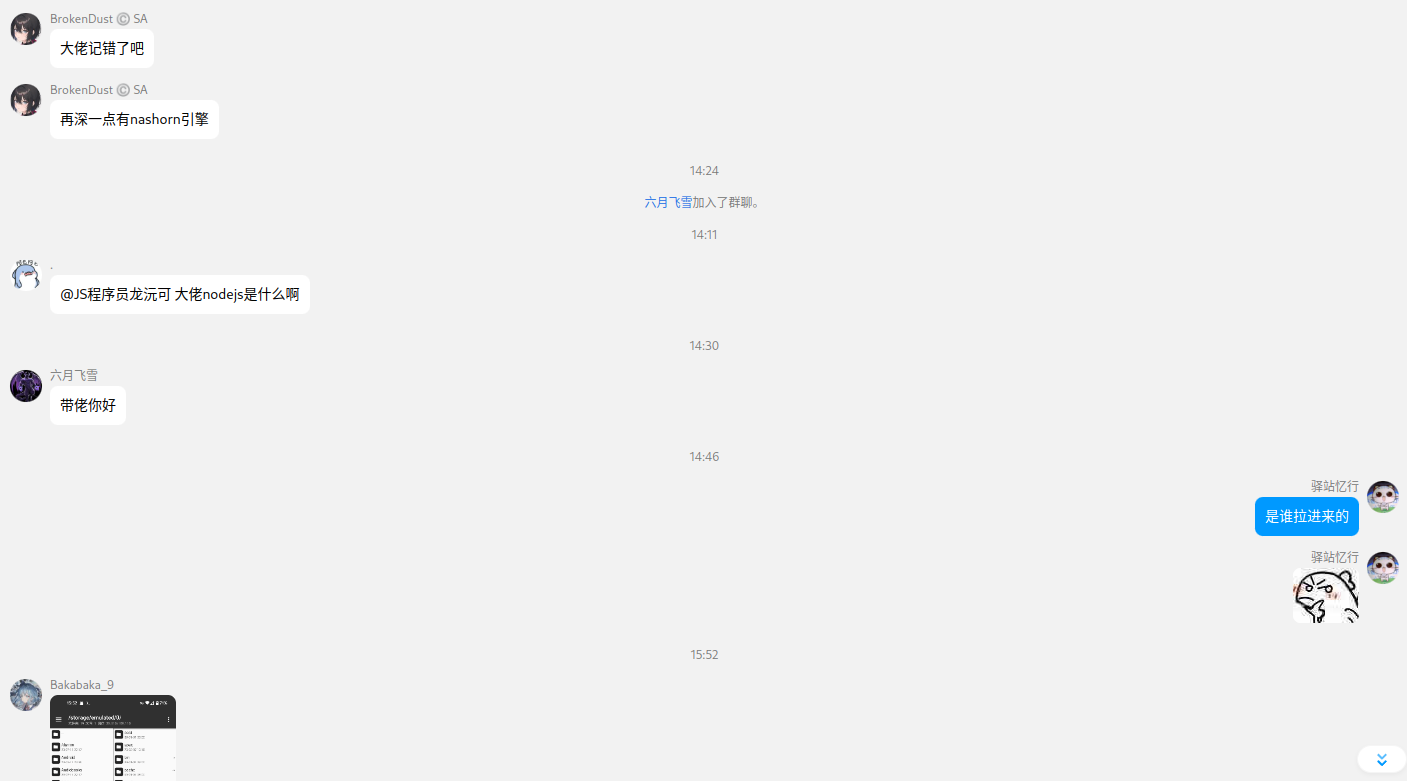 BrokenDust Ⓒ SA
大佬记错了吧
BrokenDust Ⓒ SA
再深一点有nashorn引擎
14:24
六月飞雪加入了群聊。
14:11
.
@JS程序员龙沅可 大佬nodejs是什么啊
14:30
六月飞雪
带佬你好
14:46
驿站忆行
是谁拉进来的
驿站忆行
15:52
Bakabaka_9
/storage/emulated/0/